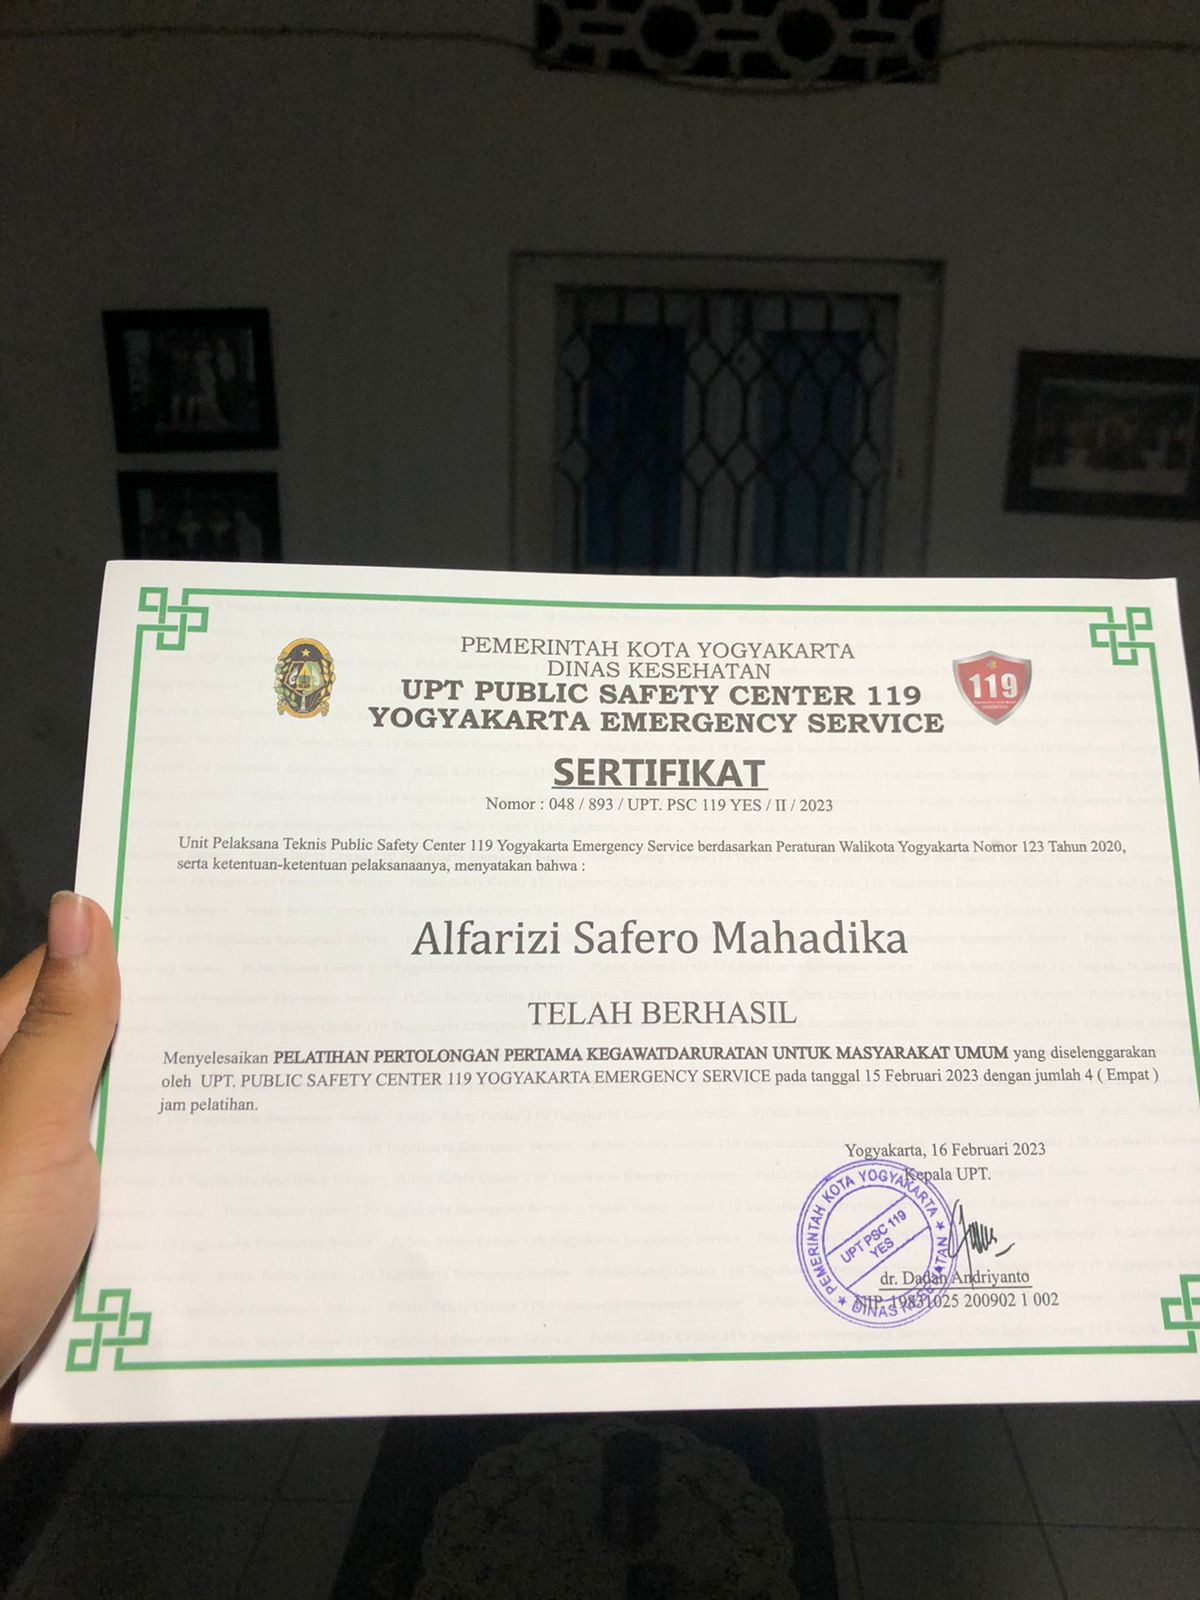 PEMERINTAH KOTA YOGYAKARTA
DINAS KESEHATAN
UPT PUBLIC SAFETY CENTER 119
YOGYAKARTA EMERGENCY SERVICE
119
SERTIFIKAT
Nomor : 048 / 893 / UPT. PSC 119 YES / II / 2023
Unit Pelaksana Teknis Public Safety Center 119 Yogyakarta Emergency Service berdasarkan Peraturan Walikota Yogyakarta Nomor 123 Tahun 2020,
serta ketentuan-ketentuan pelaksanaanya, menyatakan bahwa :
Alfarizi Safero Mahadika
TELAH BERHASIL
Menyelesaikan PELATIHAN PERTOLONGAN PERTAMA KEGAWATDARURATAN UNTUK MASYARAKAT UMUM yang diselenggarakan
oleh UPT. PUBLIC SAFETY CENTER 119 YOGYAKARTA EMERGENCY SERVICE pada tanggal 15 Februari 2023 dengan jumlah 4 ( Empat )
jam pelatihan.
Yogyakarta, 16 Februari 2023
Kepala UPT.
PEMERINTAH KOTA YOGYAKARTA
UPT PSC 119
YES
DINAS KESEHATAN
dr. Dadan Andriyanto
NIP. 19831025 200902 1 002